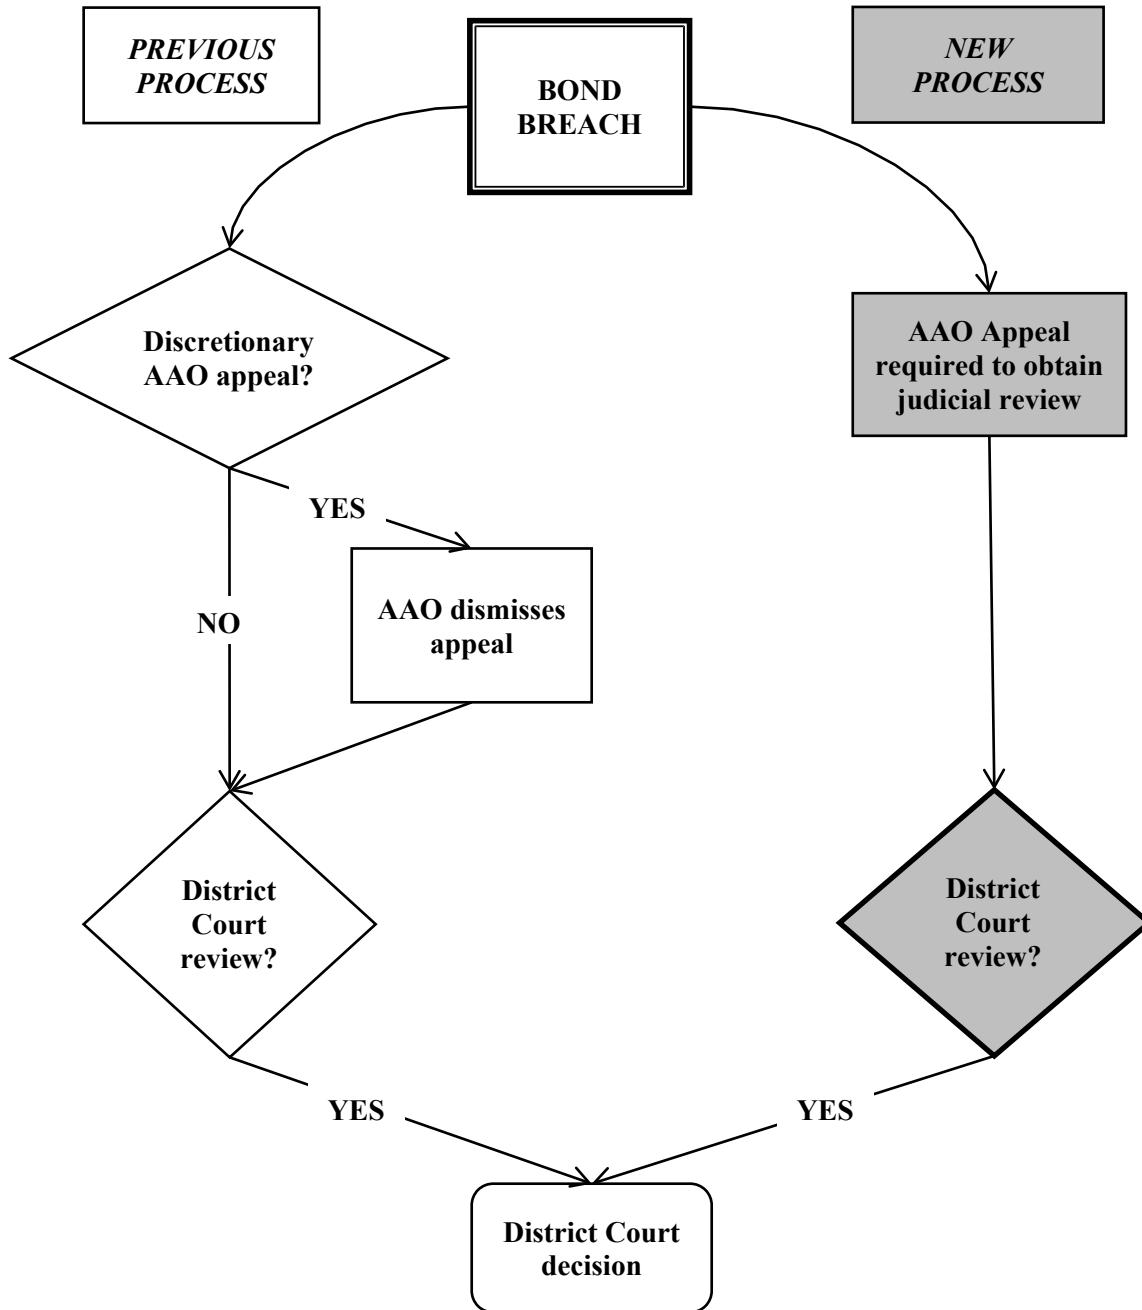 PREVIOUS
PROCESS
BOND
BREACH
NEW
PROCESS
Discretionary
AAO appeal?
AAO Appeal
required to obtain
judicial review
YES
NO
AAO dismisses
appeal
District
Court
review?
District
Court
review?
YES
YES
District Court
decision